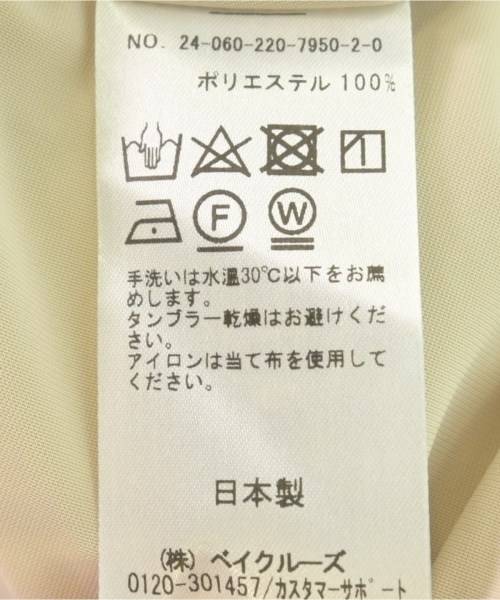 NO. 24-060-220-7950-2-0
ポリエステル 100%
F W
手洗いは水温30℃以下をお薦
めします。
タンブラー乾燥はお避けくだ
さい。
アイロンは当て布を使用して
ください。
日本製
(株) ベイクルーズ
0120-301457/カスタマーサポート